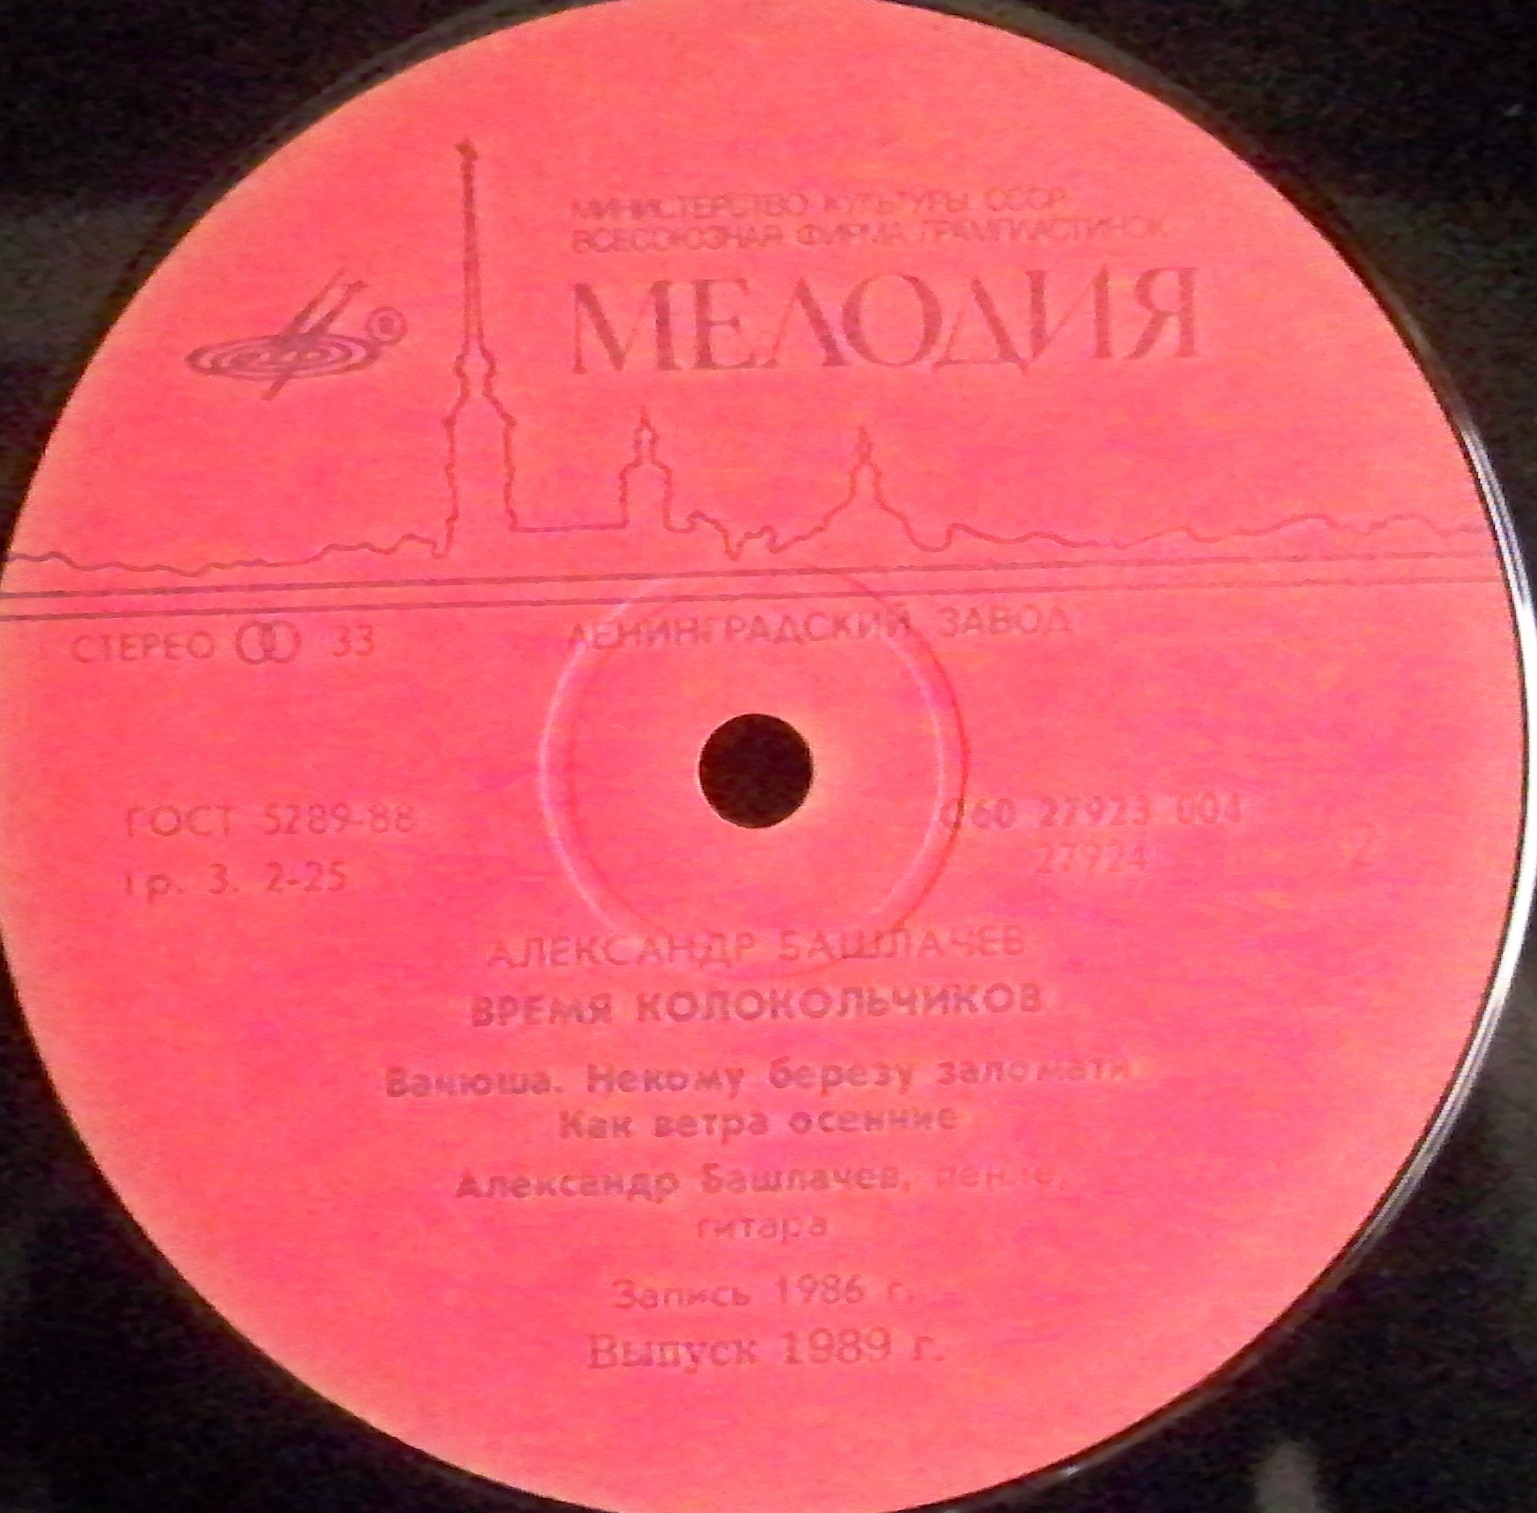 МИНИСТЕРСТВО КУЛЬТУРЫ СССР
ВСЕСОЮЗНАЯ ФИРМА ГРАМПЛАСТИНОК
МЕЛОДИЯ
СТЕРЕО 33
ЛЕНИНГРАДСКИЙ ЗАВОД
ГОСТ 5289-88
Гр. 3. 2-25
С60 27923 004
27924
2
АЛЕКСАНДР БАШЛАЧЕВ
ВРЕМЯ КОЛОКОЛЬЧИКОВ
Ванюша. Некому березу заломати
Как ветра осенние
Александр Башлачев, пение,
гитара
Запись 1986 г.
Выпуск 1989 г.